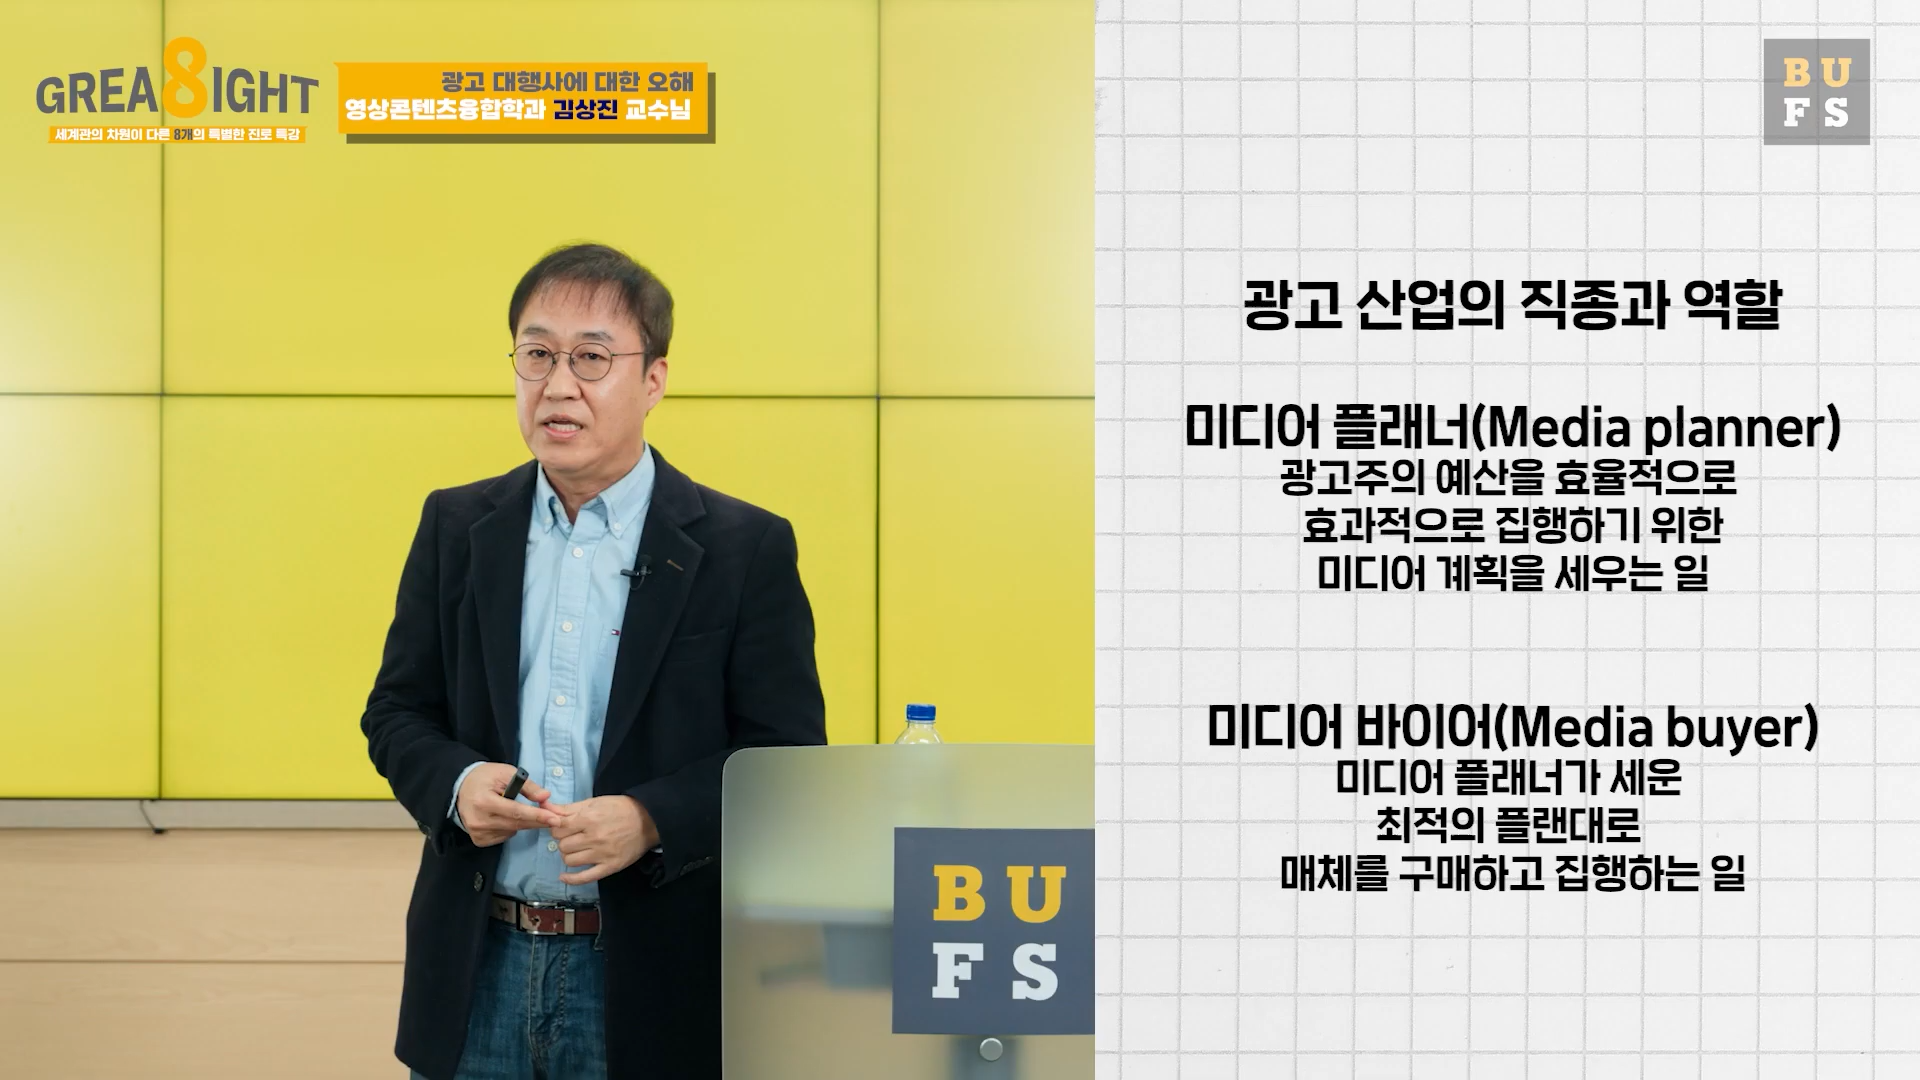 GREA8IGHT
세계관의 차원이 다른 8개의 특별한 진로 특강
광고 대행사에 대한 오해
영상콘텐츠융합학과 김상진 교수님
BU
FS
광고 산업의 직종과 역할
미디어 플래너(Media planner)
광고주의 예산을 효율적으로
효과적으로 집행하기 위한
미디어 계획을 세우는 일
미디어 바이어(Media buyer)
미디어 플래너가 세운
최적의 플랜대로
매체를 구매하고 집행하는 일
BU
FS